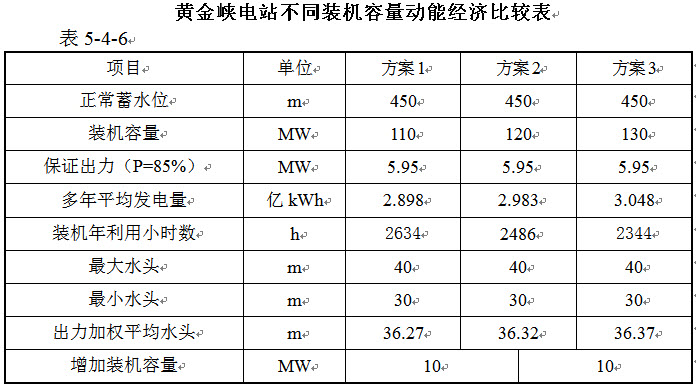 黄金峡电站不同装机容量动能经济比较表
表 5-4-6
项目 单位 方案1 方案2 方案3
正常蓄水位 m 450 450 450
装机容量 MW 110 120 130
保证出力（P=85%） MW 5.95 5.95 5.95
多年平均发电量 亿 kWh 2.898 2.983 3.048
装机年利用小时数 h 2634 2486 2344
最大水头 m 40 40 40
最小水头 m 30 30 30
出力加权平均水头 m 36.27 36.32 36.37
增加装机容量 MW 10 10